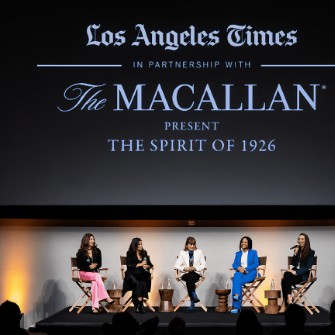 Los Angeles Times
IN PARTNERSHIP WITH
The MACALLAN®
PRESENT
THE SPIRIT OF 1926